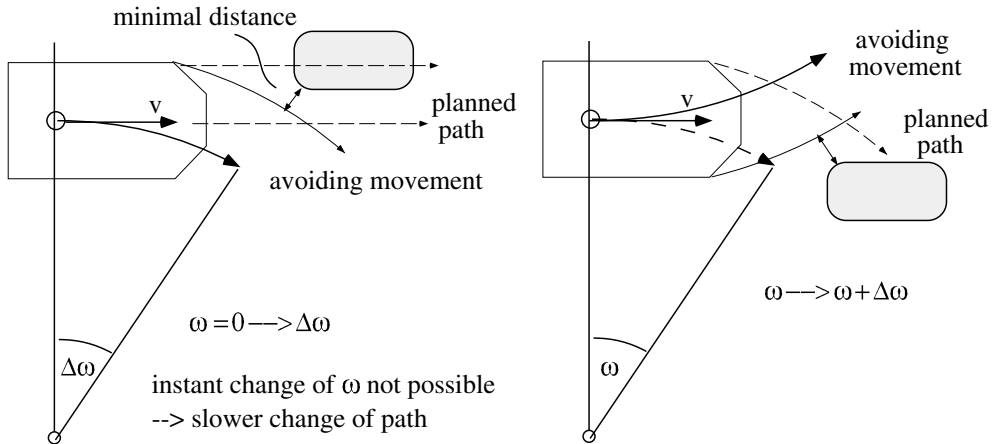 minimal distance
v
planned
path
avoiding movement
ω=0-->Δω
Δω
instant change of ω not possible
--> slower change of path
avoiding
movement
v
planned
path
ω-->ω+Δω
ω